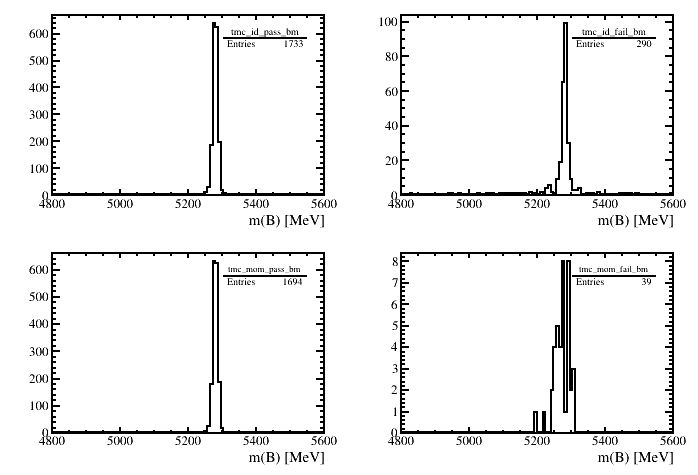 tmc_id_pass_bm
Entries 1733
600
500
400
300
200
100
0
4800 5000 5200 5400 5600
m(B) [MeV]
tmc_id_fail_bm
Entries 290
100
80
60
40
20
0
4800 5000 5200 5400 5600
m(B) [MeV]
tmc_mom_pass_bm
Entries 1694
600
500
400
300
200
100
0
4800 5000 5200 5400 5600
m(B) [MeV]
tmc_mom_fail_bm
Entries 39
8
7
6
5
4
3
2
1
0
4800 5000 5200 5400 5600
m(B) [MeV]